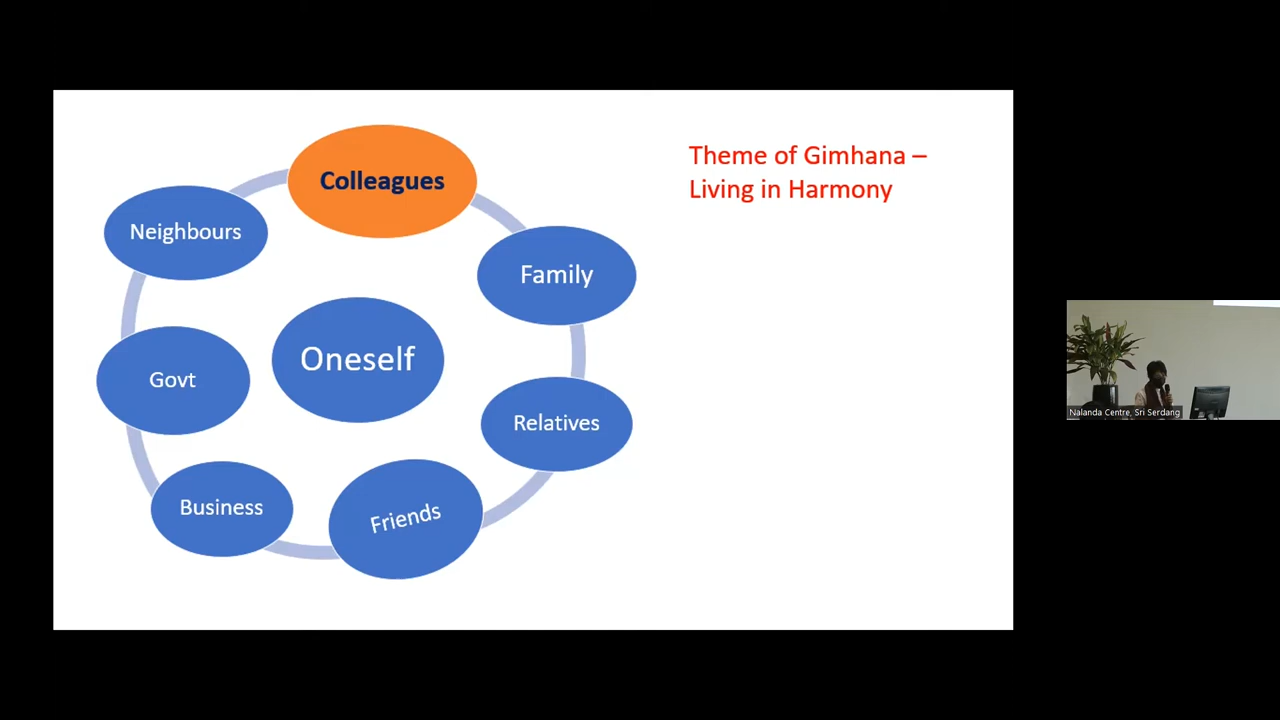 Theme of Gimhana –
Living in Harmony
Colleagues
Neighbours
Family
Oneself
Govt
Relatives
Business
Friends
Nalanda Centre, Sri Serdang